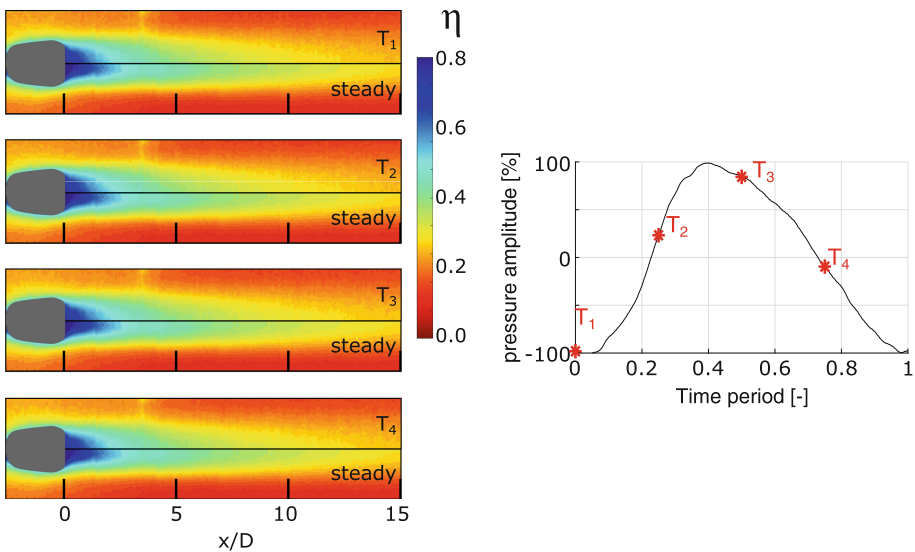 η
T1
steady
0.8
0.6
0.4
0.2
0.0
T2
steady
T3
steady
T4
steady
0
5
10
15
x/D
pressure amplitude [%]
100
0
-100
T1
T2
T3
T4
0
0.2
0.4
0.6
0.8
1
Time period [-]